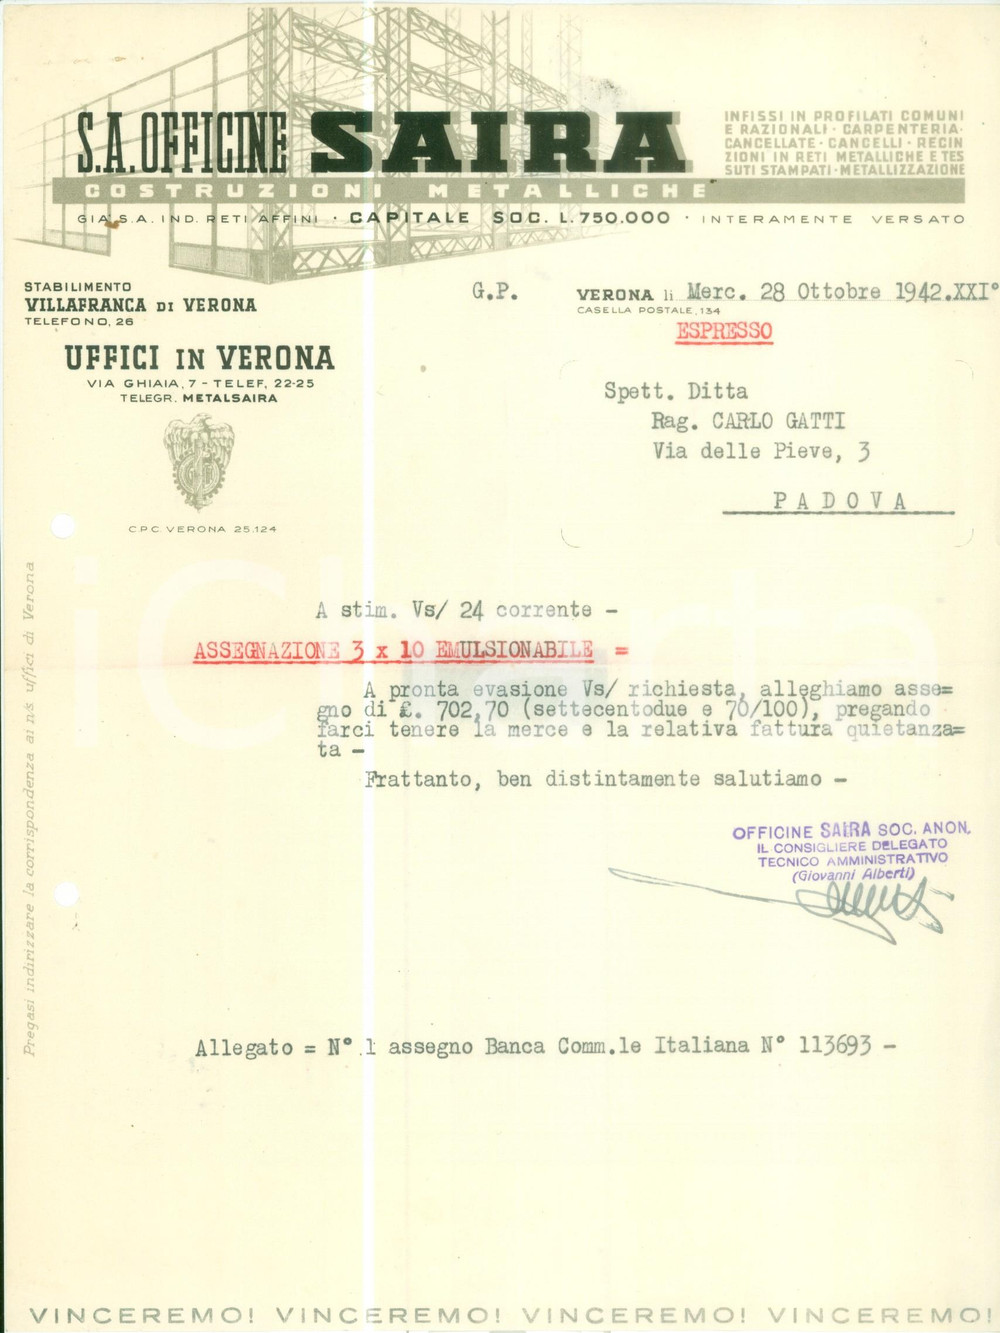 S.A. OFFICINE SAIRA
COSTRUZIONI METALLICHE
INFISSI IN PROFILATI COMUNI
E RAZIONALI · CARPENTERIA·
CANCELLATE · CANCELLI · RECIN
ZIONI IN RETI METALLICHE E TES
SUTI STAMPATI · METALLIZZAZIONE
GIA' S.A. IND. RETI AFFINI · CAPITALE SOC. L. 750.000 · INTERAMENTE VERSATO
STABILIMENTO
VILLAFRANCA DI VERONA
TELEFONO, 26
UFFICI IN VERONA
VIA GHIAIA, 7 - TELEF, 22-25
TELEGR. METALSAIRA
C.P.C. VERONA 25.124
G.P.
VERONA li Merc. 28 Ottobre 1942.XXI°
CASELLA POSTALE, 134
ESPRESSO
Spett. Ditta
Rag. CARLO GATTI
Via delle Pieve, 3
PADOVA
A stim. Vs/ 24 corrente -
ASSEGNAZIONE 3 x 10 EMULSIONABILE =
A pronta evasione Vs/ richiesta, alleghiamo asse=
gno di £. 702,70 (settecentodue e 70/100), pregando
farci tenere la merce e la relativa fattura quietanza=
ta -
Frattanto, ben distintamente salutiamo -
OFFICINE SAIRA SOC. ANON.
IL CONSIGLIERE DELEGATO
TECNICO AMMINISTRATIVO
(Giovanni Alberti)
Allegato = N° 1 assegno Banca Comm.le Italiana N° 113693 -
Pregasi indirizzare la corrispondenza ai ns. uffici di Verona
VINCEREMO! VINCEREMO! VINCEREMO! VINCEREMO!